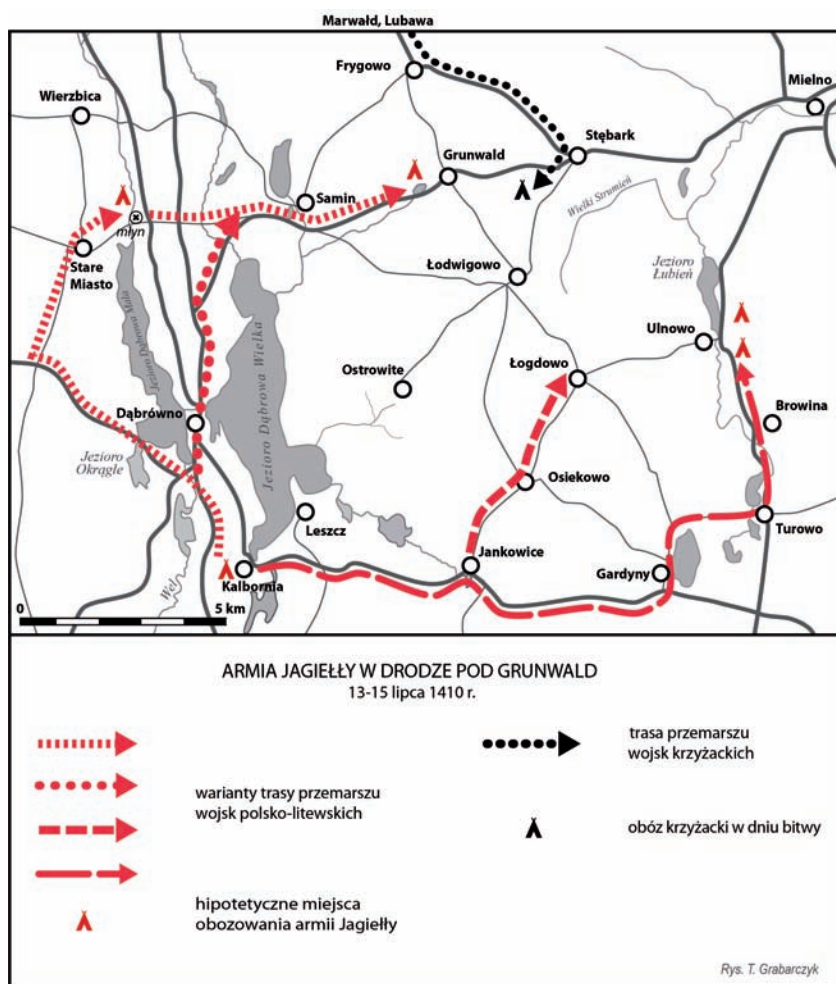 Marwałd, Lubawa
Frygowo
Mielno
Wierzbica
Stębark
Grunwald
Samin
Wielki Strumień
młyn
Stare
Miasto
Łodwigowo
Jezioro
Łubień
Jezioro Dąbrowa Mała
Jezioro Dąbrowa Wielka
Ulnowo
Ostrowite
Łogdowo
Dąbrówno
Browina
Jezioro
Okrągłe
Osiekowo
Leszcz
Turowo
Wel
Kalbornia
Jankowice
Gardyny
0
5 km
ARMIA JAGIEŁŁY W DRODZE POD GRUNWALD
13-15 lipca 1410 r.
warianty trasy przemarszu
wojsk polsko-litewskich
hipotetyczne miejsca
obozowania armii Jagiełły
trasa przemarszu
wojsk krzyżackich
obóz krzyżacki w dniu bitwy
Rys. T. Grabarczyk